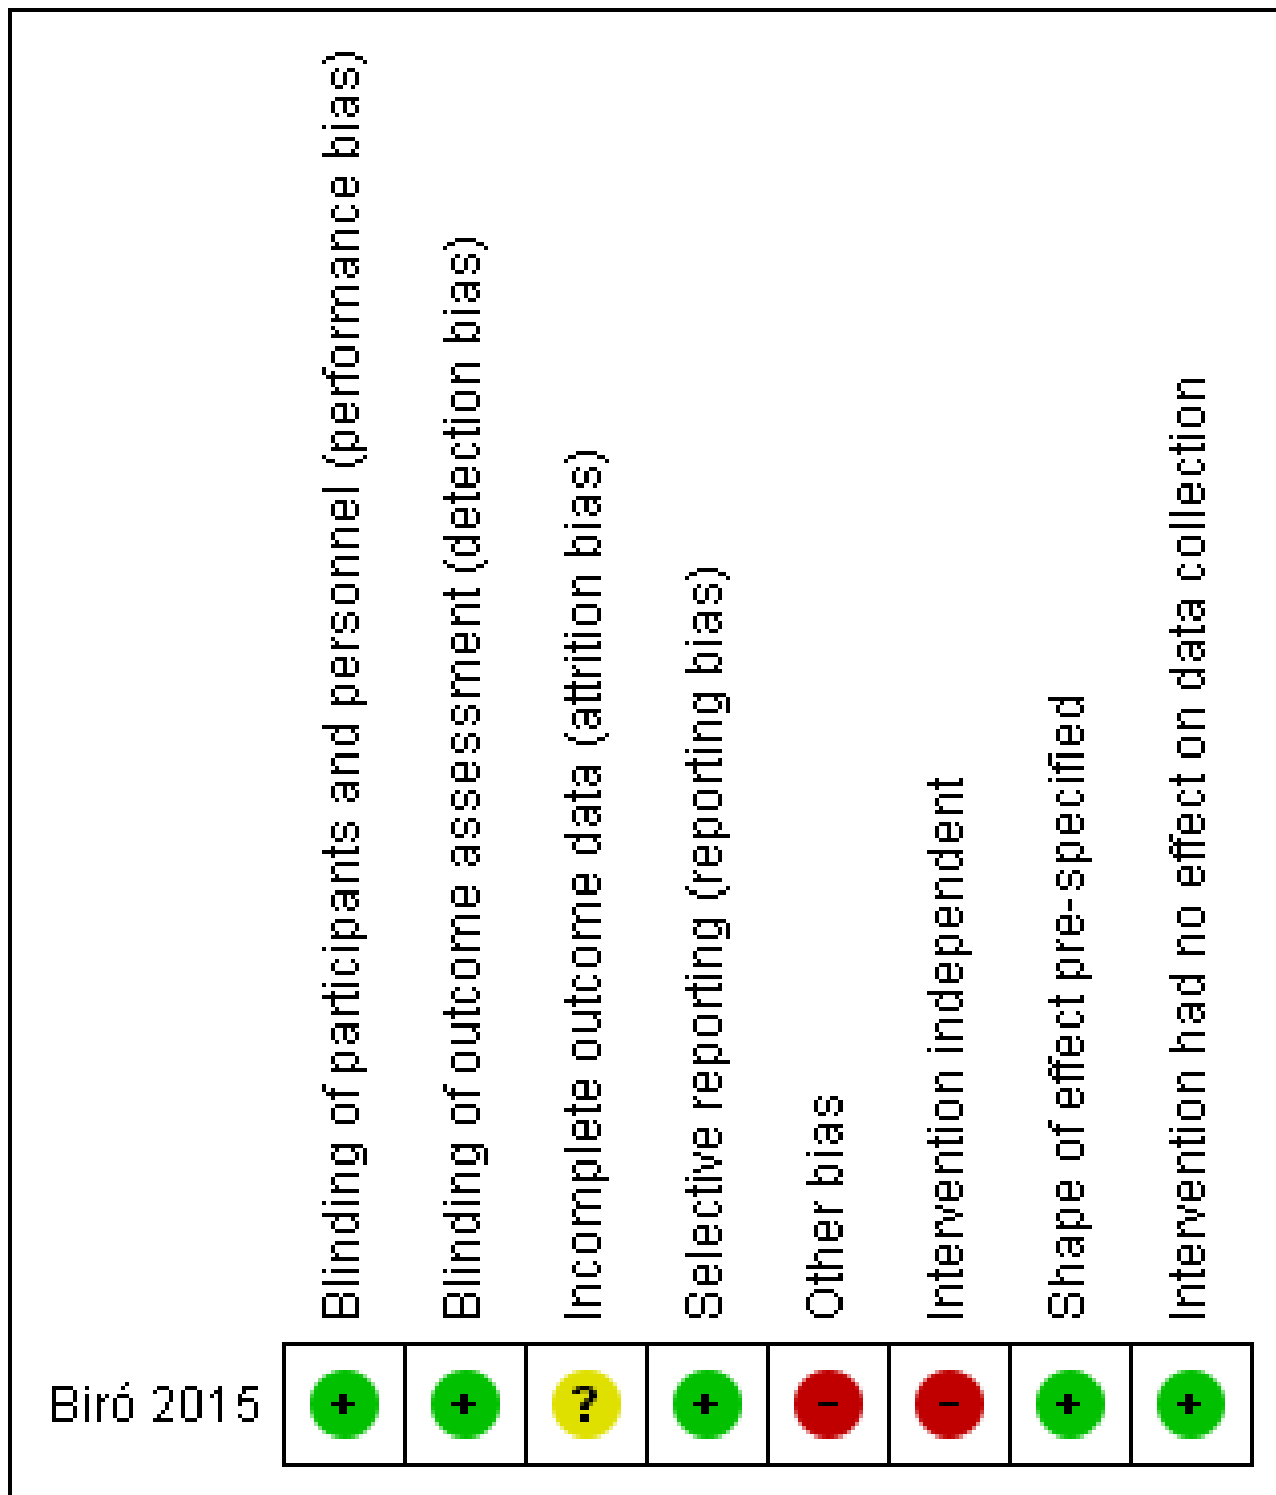 Blinding of participants and personnel (performance bias)
Blinding of outcome assessment (detection bias)
Incomplete outcome data (attrition bias)
Selective reporting (reporting bias)
Other bias
Intervention independent
Shape of effect pre-specified
Intervention had no effect on data collection
Biró 2015 + + ? + - - + +